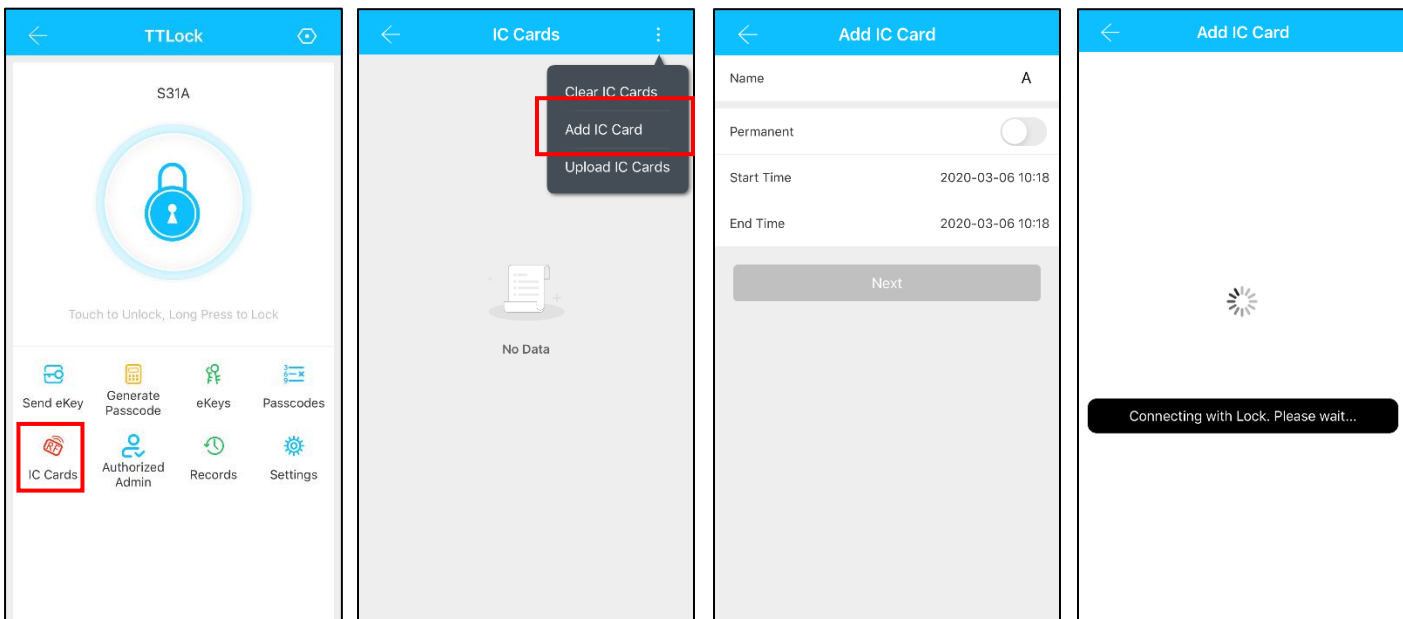 TTLock
S31A
Touch to Unlock, Long Press to Lock
Send eKey
Generate
Passcode
eKeys
Passcodes
RF
IC Cards
Authorized
Admin
Records
Settings
IC Cards
Clear IC Cards
Add IC Card
Upload IC Cards
No Data
Add IC Card
Name A
Permanent
Start Time 2020-03-06 10:18
End Time 2020-03-06 10:18
Next
Add IC Card
Connecting with Lock. Please wait...